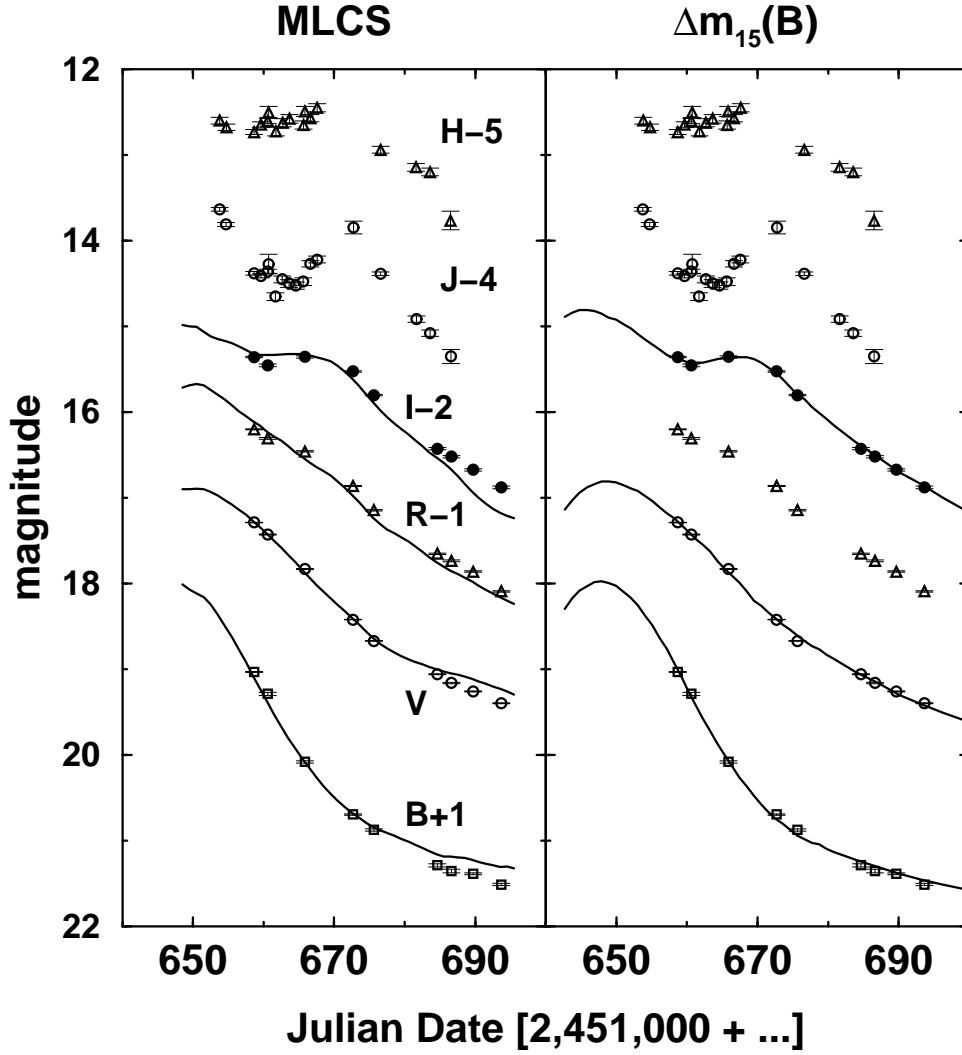 MLCS
Δm15(B)
12
14
16
18
20
22
magnitude
H−5
J−4
I−2
R−1
V
B+1
650
670
690
650
670
690
Julian Date [2,451,000 + ...]